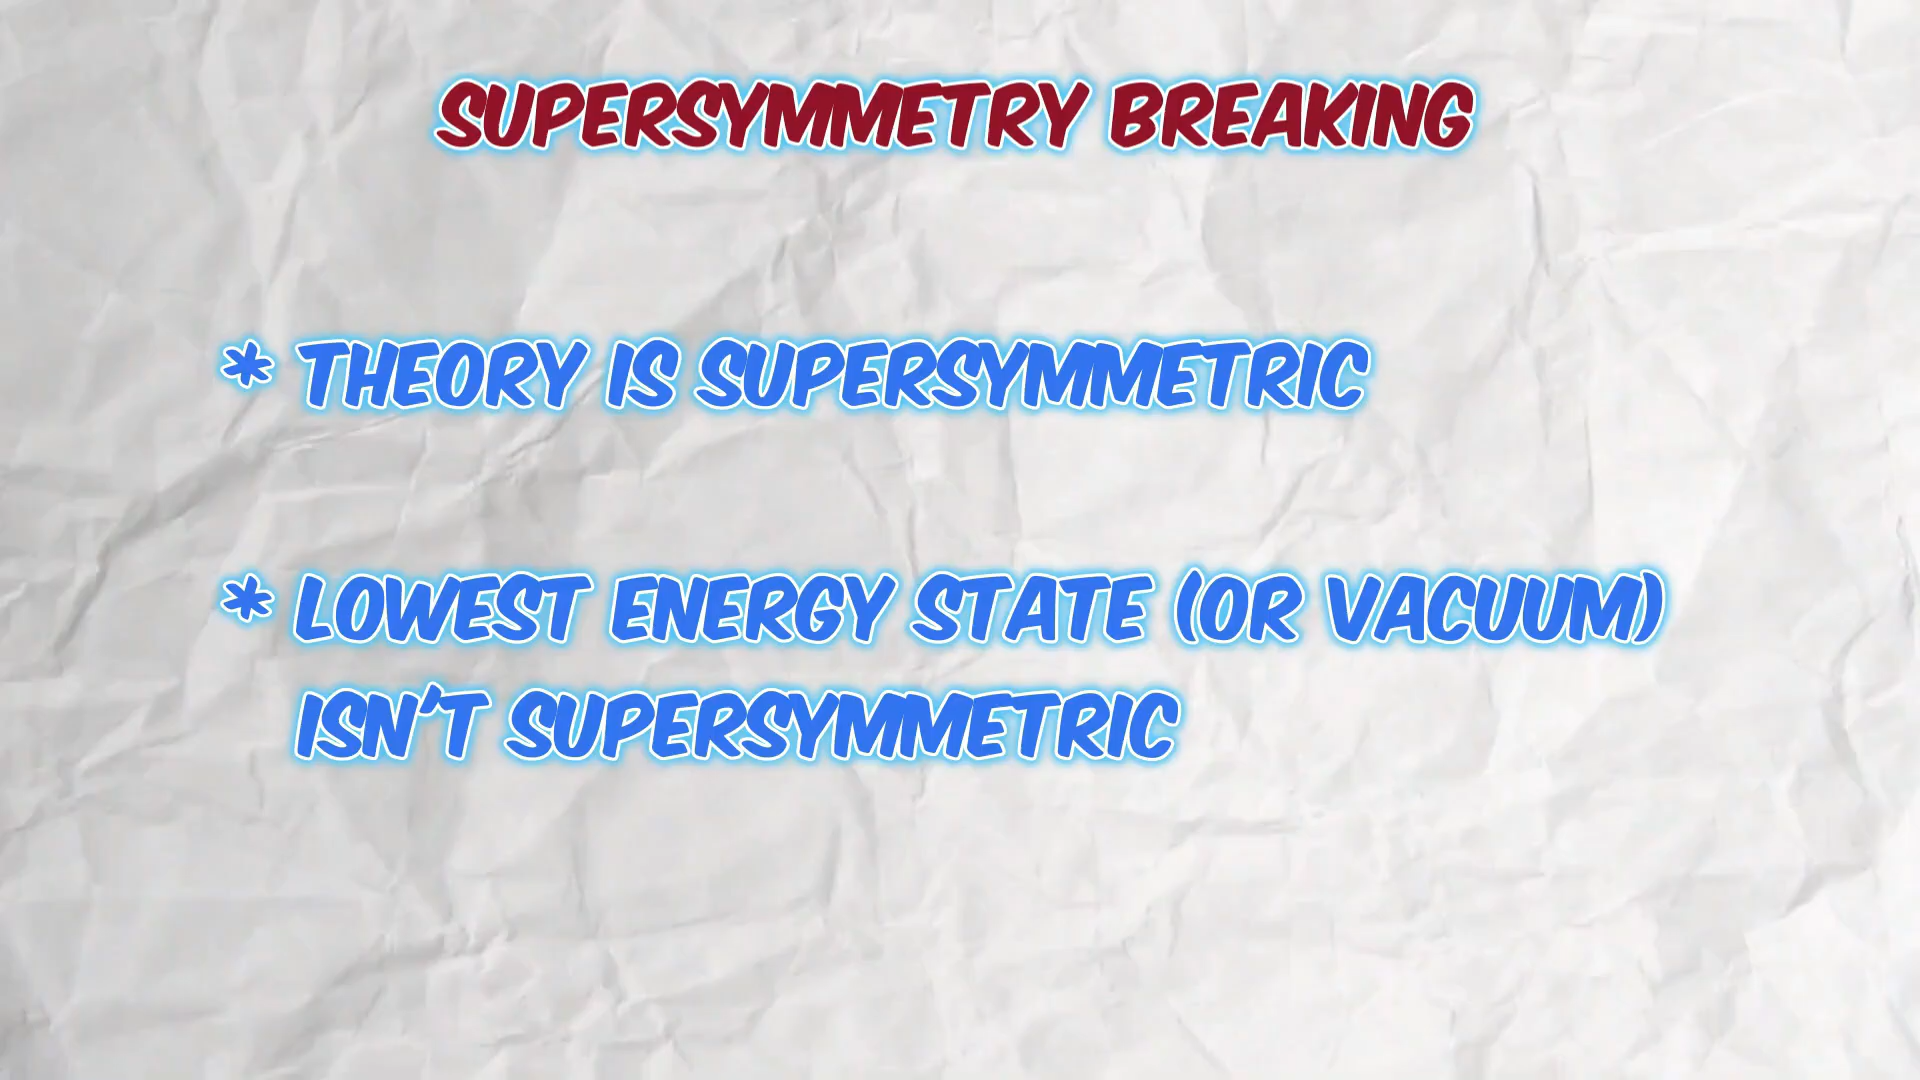 SUPERSYMMETRY BREAKING
* THEORY IS SUPERSYMMETRIC
* LOWEST ENERGY STATE (OR VACUUM)
ISN'T SUPERSYMMETRIC